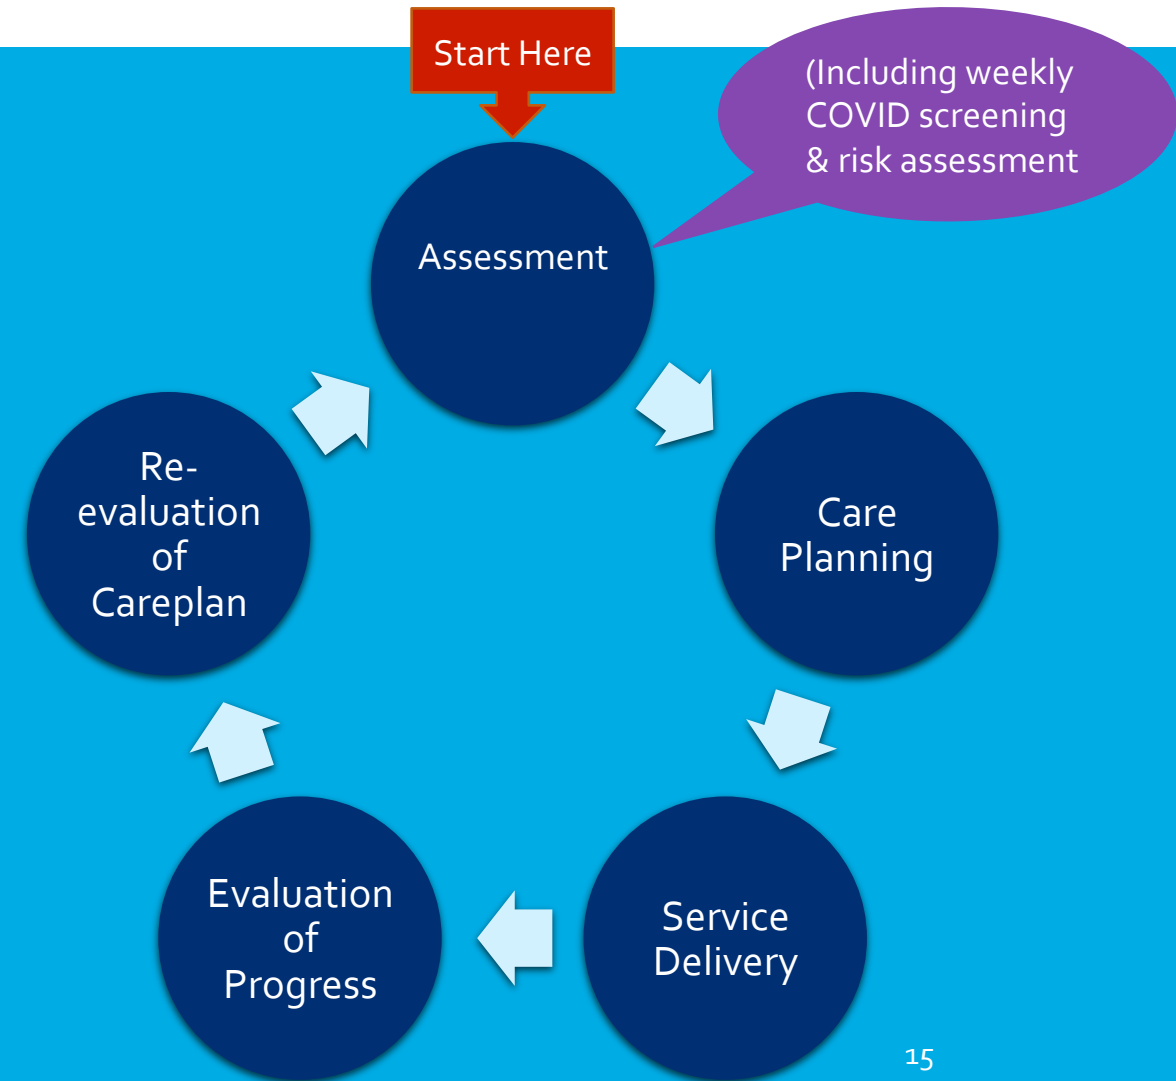 Start Here
(Including weekly
COVID screening
& risk assessment
Assessment
Care
Planning
Service
Delivery
Evaluation
of
Progress
Re-
evaluation
of
Careplan
15